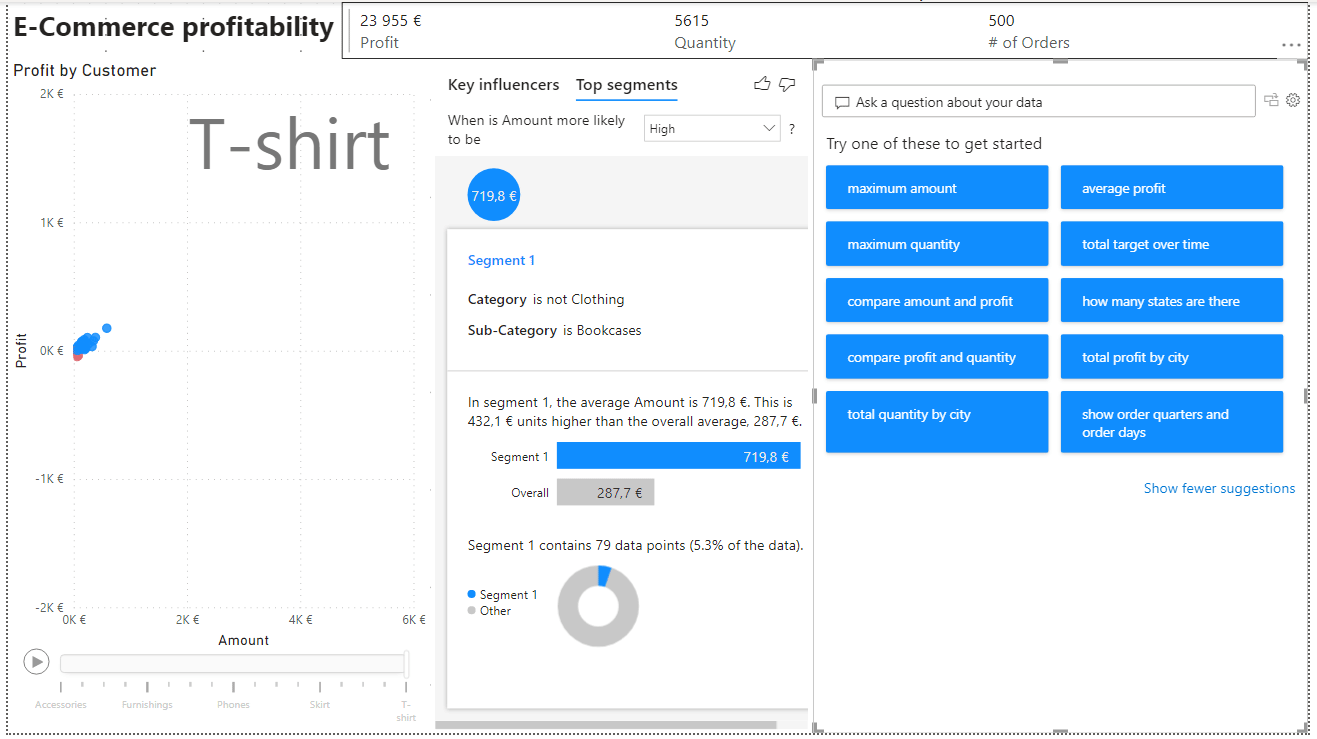 E-Commerce profitability
23 955 €
Profit
5615
Quantity
500
# of Orders
Profit by Customer
2K €
1K €
0K €
-1K €
-2K €
Profit
T-shirt
0K €
2K €
4K €
6K €
Amount
Accessories
Furnishings
Phones
Skirt
T-
shirt
Key influencers
Top segments
When is Amount more likely
to be
High
?
719,8 €
Segment 1
Category is not Clothing
Sub-Category is Bookcases
In segment 1, the average Amount is 719,8 €. This is
432,1 € units higher than the overall average, 287,7 €.
Segment 1
719,8 €
Overall
287,7 €
Segment 1 contains 79 data points (5.3% of the data).
Segment 1
Other
Ask a question about your data
Try one of these to get started
maximum amount
average profit
maximum quantity
total target over time
compare amount and profit
how many states are there
compare profit and quantity
total profit by city
total quantity by city
show order quarters and
order days
Show fewer suggestions